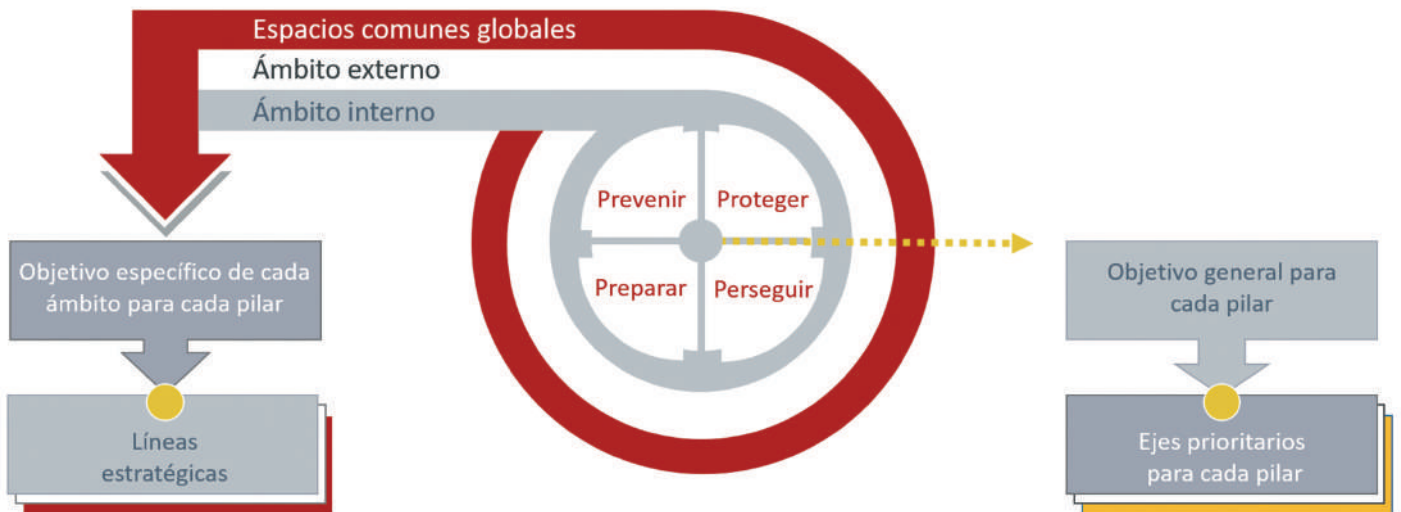 Espacios comunes globales
Ámbito externo
Ámbito interno
Prevenir
Proteger
Preparar
Perseguir
Objetivo específico de cada
ámbito para cada pilar
Líneas
estratégicas
Objetivo general para
cada pilar
Ejes prioritarios
para cada pilar